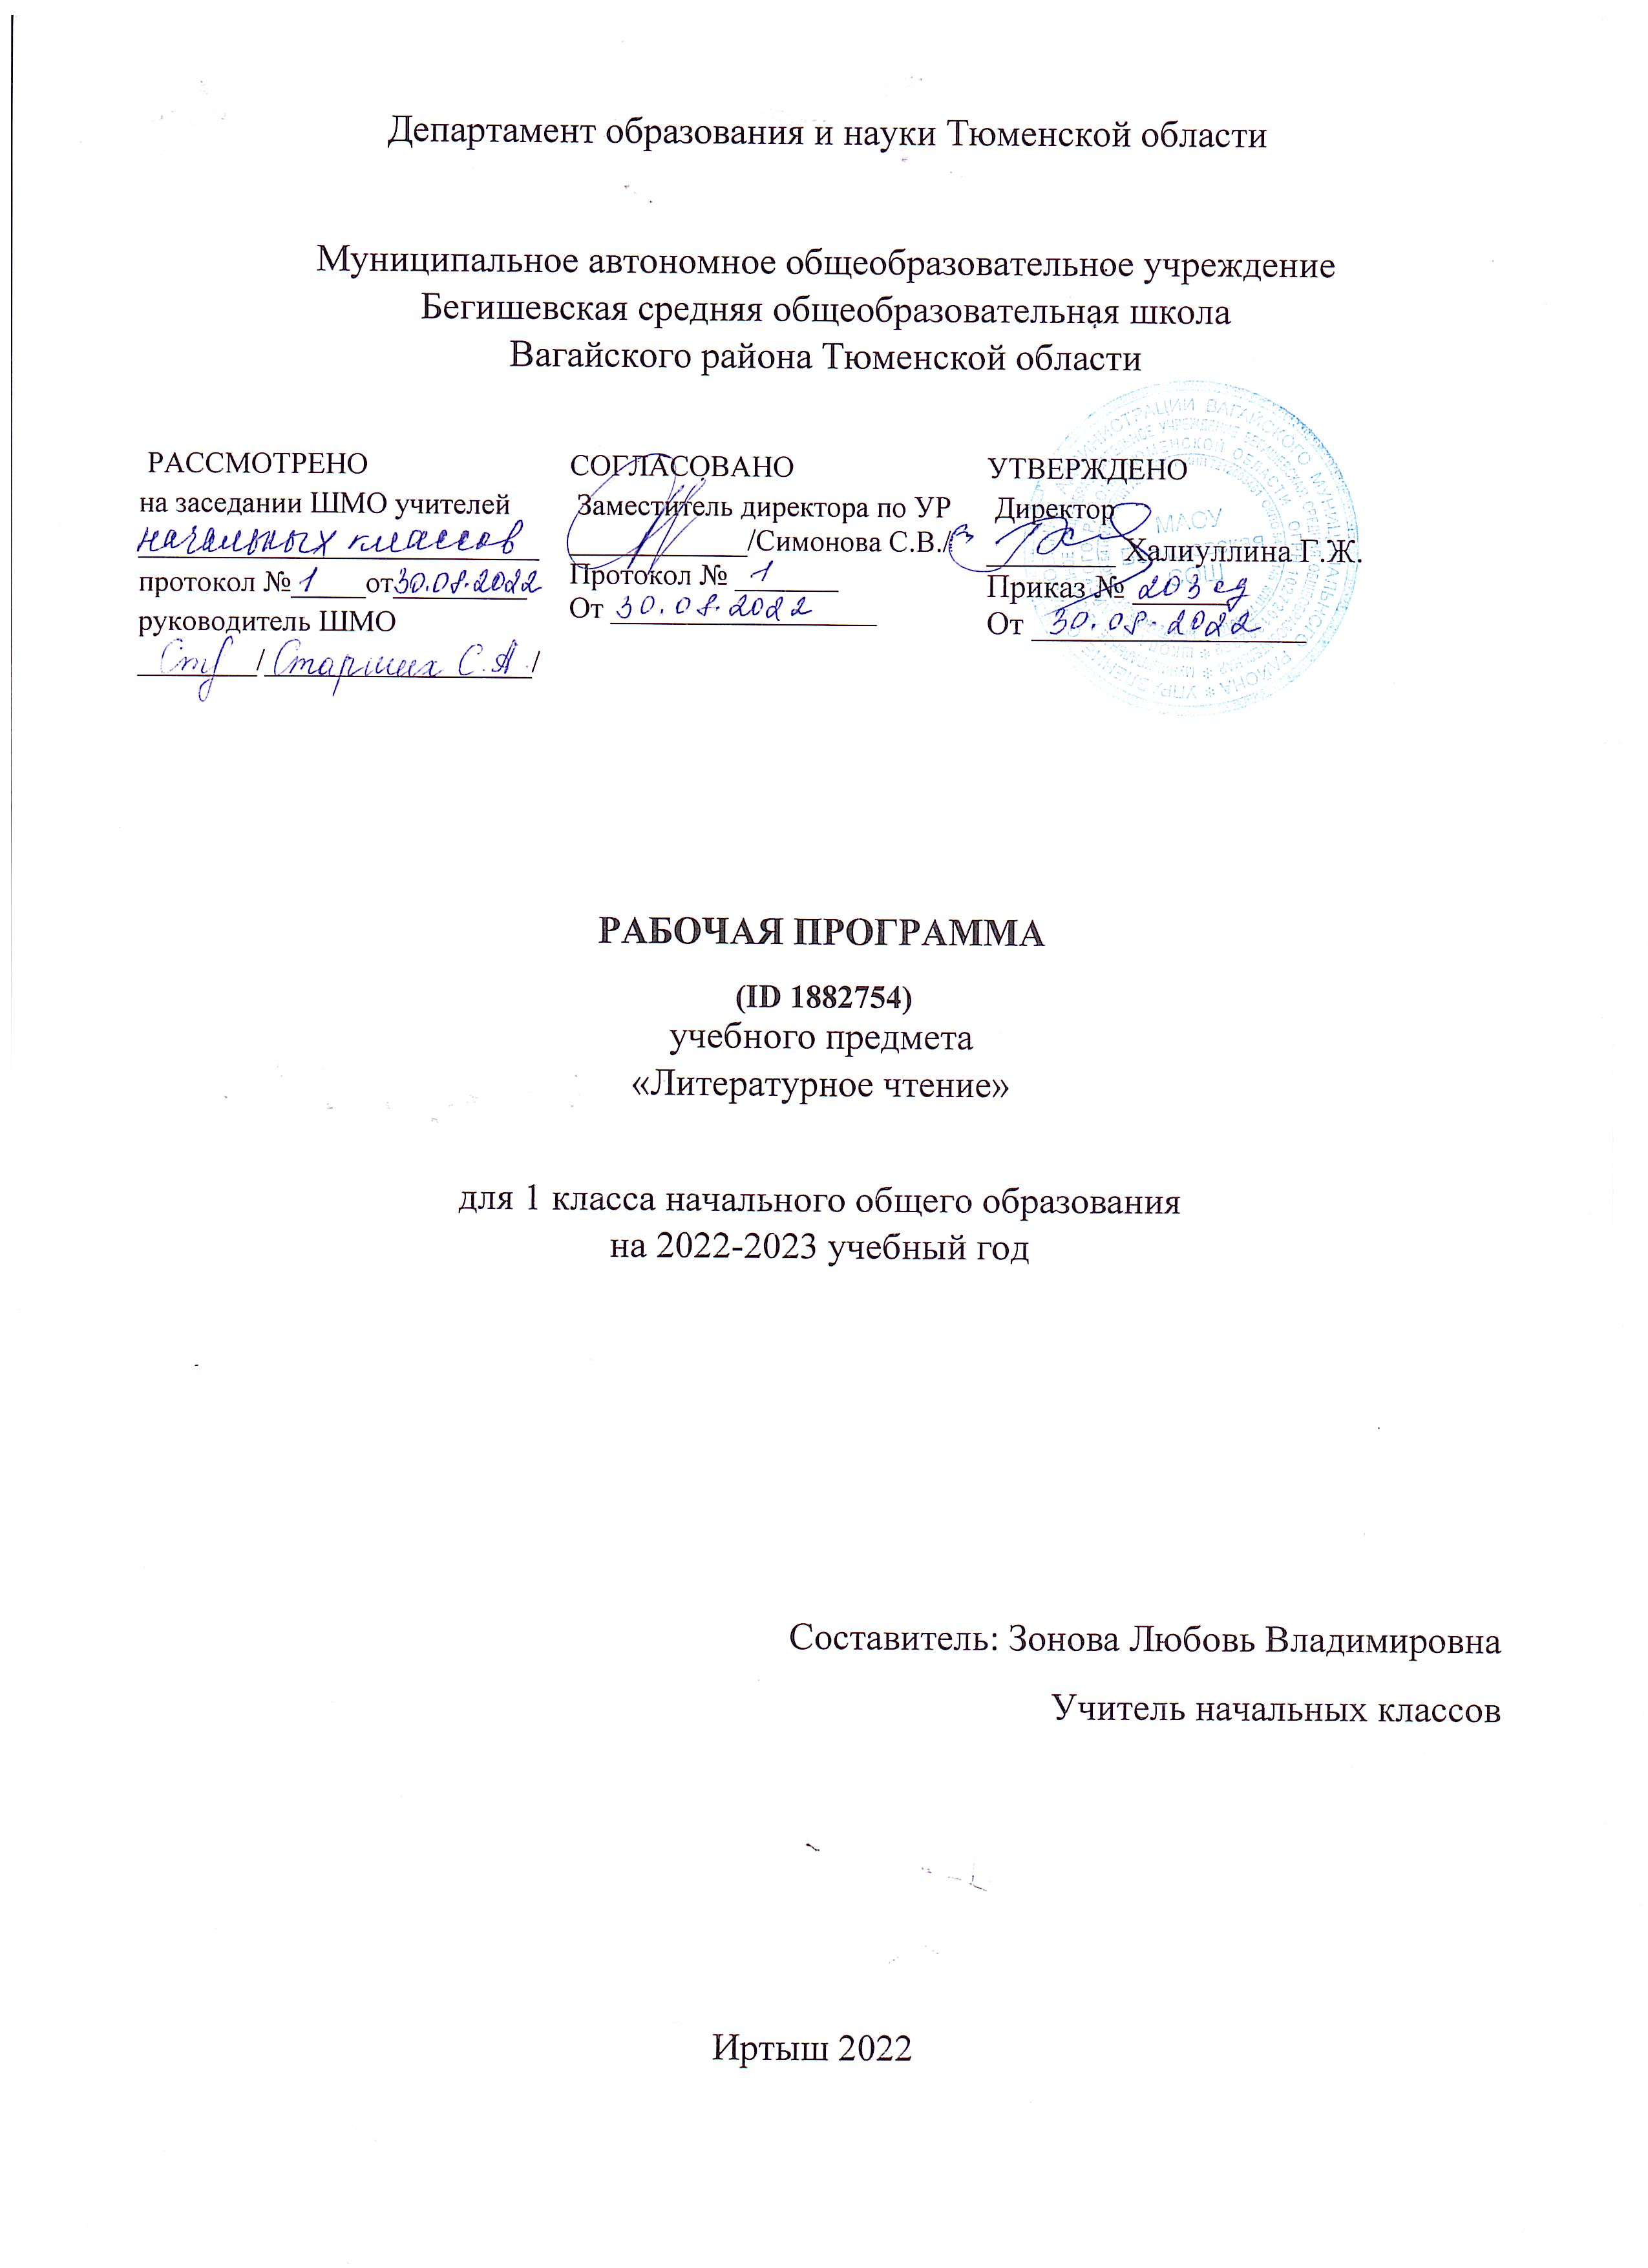 Департамент образования и науки Тюменской области
Муниципальное автономное общеобразовательное учреждение
Бегишевская средняя общеобразовательная школа
Вагайского района Тюменской области
РАССМОТРЕНО
на заседании ШМО учителей
начальных классов
протокол № 1 от 30.08.2022
руководитель ШМО
/ Старших С.А. /
СОГЛАСОВАНО
Заместитель директора по УР
/Симонова С.В./
Протокол № 1
От 30.08.2022
УТВЕРЖДЕНО
Директор
Халиуллина Г.Ж.
Приказ № 203 од
От 30.08.2022
МАОУ
СОШ
РАБОЧАЯ ПРОГРАММА
(ID 1882754)
учебного предмета
«Литературное чтение»
для 1 класса начального общего образования
на 2022-2023 учебный год
Составитель: Зонова Любовь Владимировна
Учитель начальных классов
Иртыш 2022